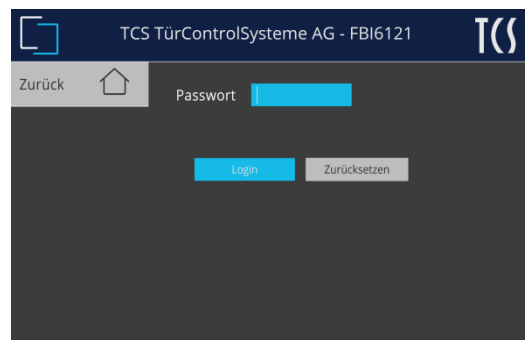 TCS TürControlSysteme AG - FBI6121
TCS
Zurück
Passwort
Login
Zurücksetzen